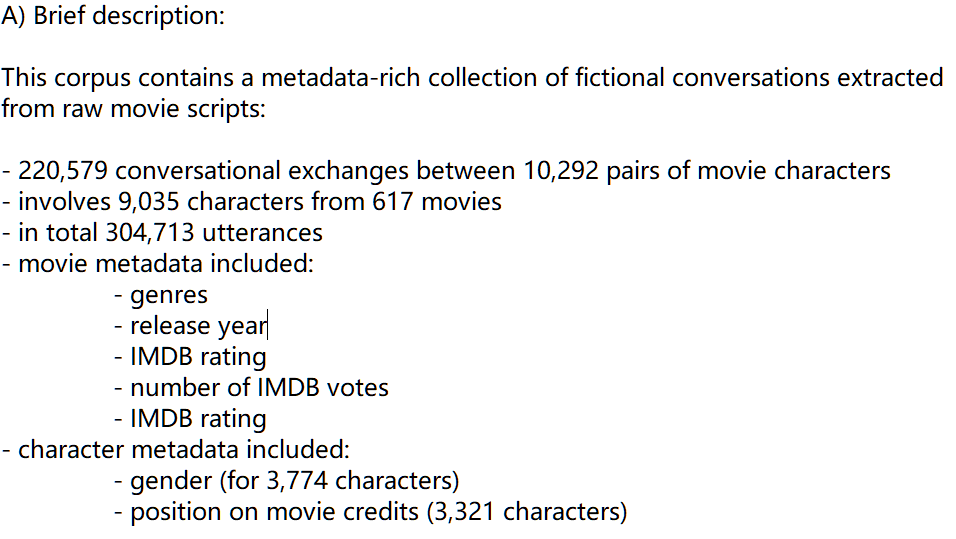 A) Brief description:
This corpus contains a metadata-rich collection of fictional conversations extracted
from raw movie scripts:
- 220,579 conversational exchanges between 10,292 pairs of movie characters
- involves 9,035 characters from 617 movies
- in total 304,713 utterances
- movie metadata included:
- genres
- release year
- IMDB rating
- number of IMDB votes
- IMDB rating
- character metadata included:
- gender (for 3,774 characters)
- position on movie credits (3,321 characters)